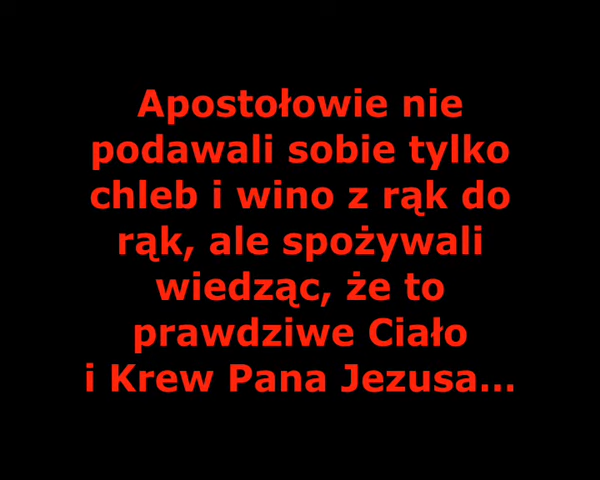 Apostołowie nie
podawali sobie tylko
chleb i wino z rąk do
rąk, ale spożywali
wiedząc, że to
prawdziwe Ciało
i Krew Pana Jezusa...